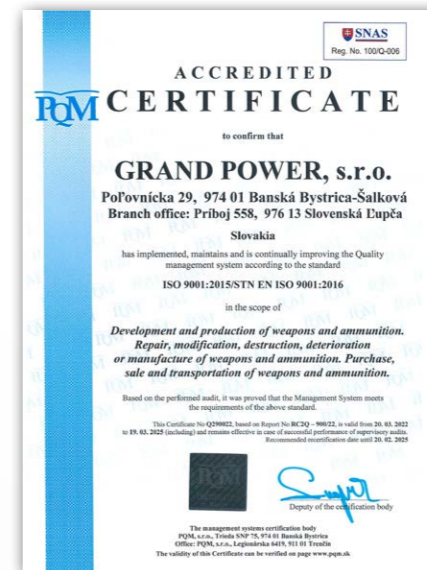 SNAS
Reg. No. 100/Q-006
ACCREDITED
PQM CERTIFICATE
to confirm that
GRAND POWER, s.r.o.
Poľovnícka 29, 974 01 Banská Bystrica-Šalková
Branch office: Príboj 558, 976 13 Slovenská Ľupča
Slovakia
has implemented, maintains and is continually improving the Quality
management system according to the standard
ISO 9001:2015/STN EN ISO 9001:2016
in the scope of
Development and production of weapons and ammunition.
Repair, modification, destruction, deterioration
or manufacture of weapons and ammunition. Purchase,
sale and transportation of weapons and ammunition.
Based on the performed audit, it was proved that the Management System meets
the requirements of the above standard.
This Certificate No Q290022, based on Report No RC2Q – 900/22, is valid from 20. 03. 2022
to 19. 03. 2025 (including) and remains effective in case of successful performance of supervisory audits.
Recommended recertification date until 20. 02. 2025
PQM
Deputy of the certification body
The management systems certification body
PQM, s.r.o., Trieda SNP 75, 974 01 Banská Bystrica
Office: PQM, s.r.o., Legionárska 6419, 911 01 Trenčín
The validity of this Certificate can be verified on page www.pqm.sk